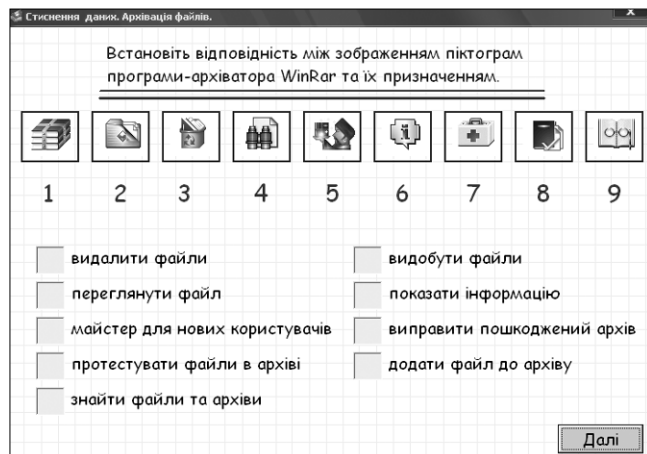 Стиснення даних. Архівація файлів.
X
Встановіть відповідність між зображенням піктограм
програми-архіватора WinRar та їх призначенням.
1 2 3 4 5 6 7 8 9
видалити файли
переглянути файл
майстер для нових користувачів
протестувати файли в архіві
знайти файли та архиви
видобути файли
показати інформацію
виправити пошкоджений архів
додати файл до архіву
Далі